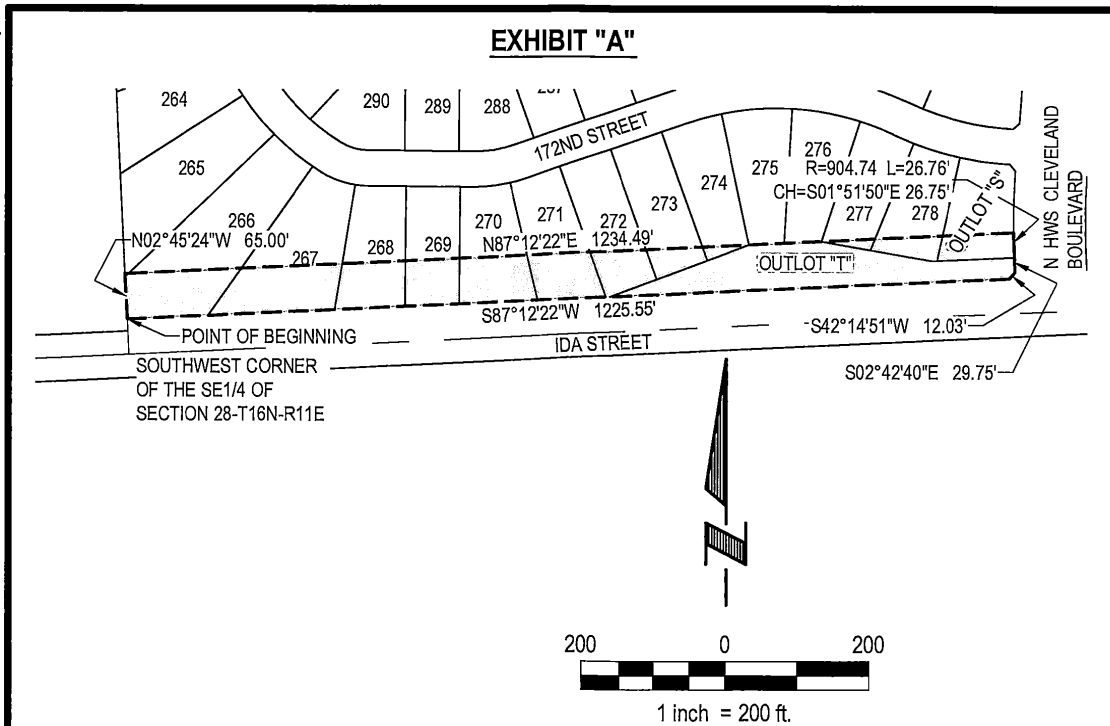 EXHIBIT "A"
264
290
289
288
172ND STREET
265
276
275
R=904.74 L=26.76'
274
CH=S01°51'50"E 26.75'
273
266
270
271
272
277
278
OUTLOT "S"
N HWS CLEVELAND
BOULEVARD
N02°45'24"W 65.00'
267
268
269
N87°12'22"E 1234.49'
OUTLOT "T"
S87°12'22"W 1225.55'
POINT OF BEGINNING
S42°14'51"W 12.03'
IDA STREET
SOUTHWEST CORNER
OF THE SE1/4 OF
SECTION 28-T16N-R11E
S02°42'40"E 29.75'
200
0
200
1 inch = 200 ft.